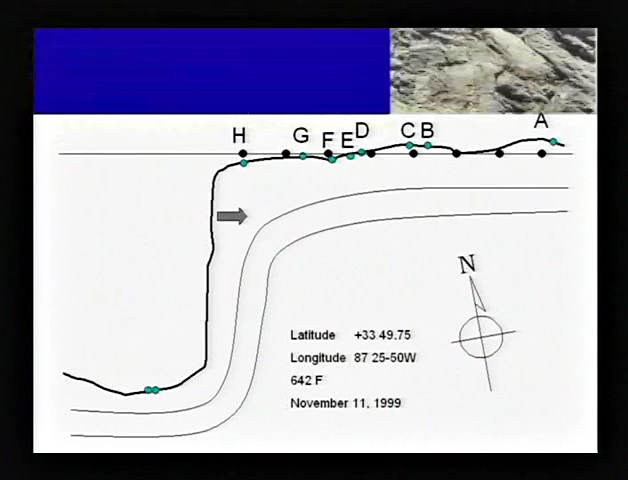 H G F E D C B A
N
Latitude +33 49.75
Longitude 87 25-50W
642 F
November 11, 1999